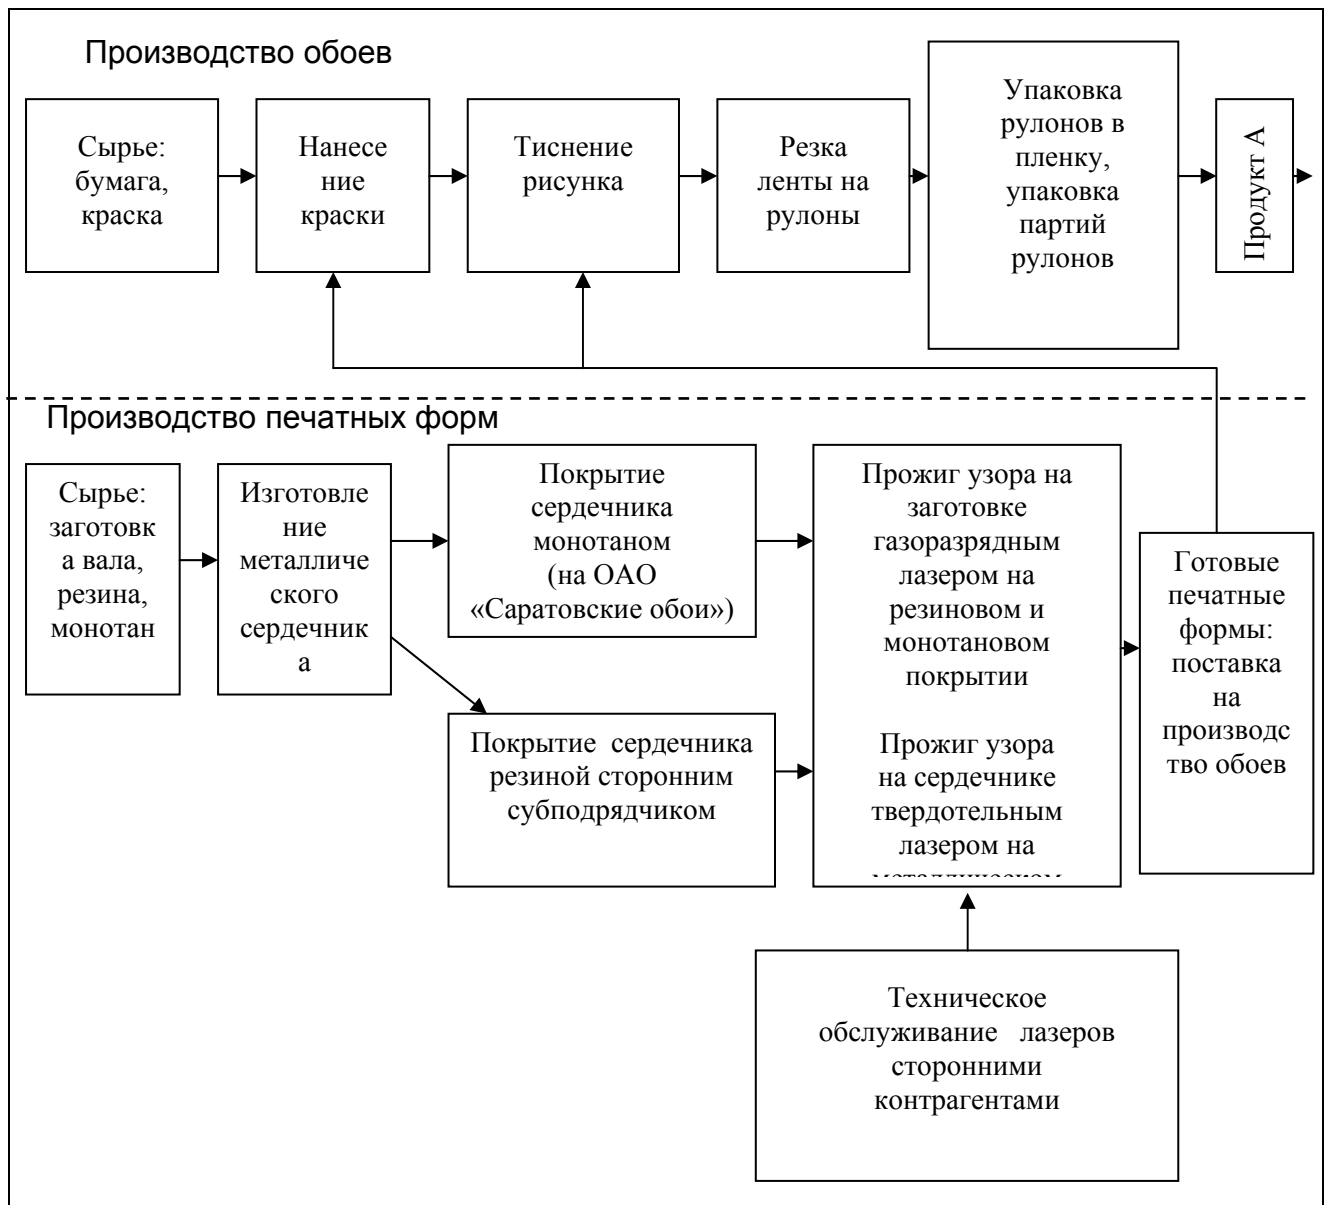 Производство обоев
Сырье:
бумага,
краска
Нанесе
ние
краски
Тиснение
рисунка
Резка
ленты на
рулоны
Упаковка
рулонов в
пленку,
упаковка
партий
рулонов
Продукт А
Производство печатных форм
Сырье:
заготовк
а вала,
резина,
монотан
Изготовле
ние
металличе
ского
сердечник
а
Покрытие
сердечника
монотаном
(на ОАО
«Саратовские обои»)
Покрытие сердечника
резиной сторонним
субподрядчиком
Прожиг узора на
заготовке
газоразрядным
лазером на
резиновом и
монотановом
покрытии
Прожиг узора
на сердечнике
твердотельным
лазером на
Готовые
печатные
формы:
поставка
на
производс
тво обоев
Техническое
обслуживание лазеров
сторонними
контрагентами